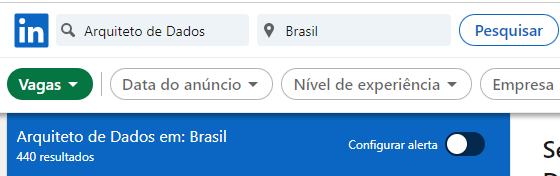 in Arquiteto de Dados Brasil Pesquisar
Vagas Data do anúncio Nível de experiência Empresa
Arquiteto de Dados em: Brasil
Configurar alerta
440 resultados